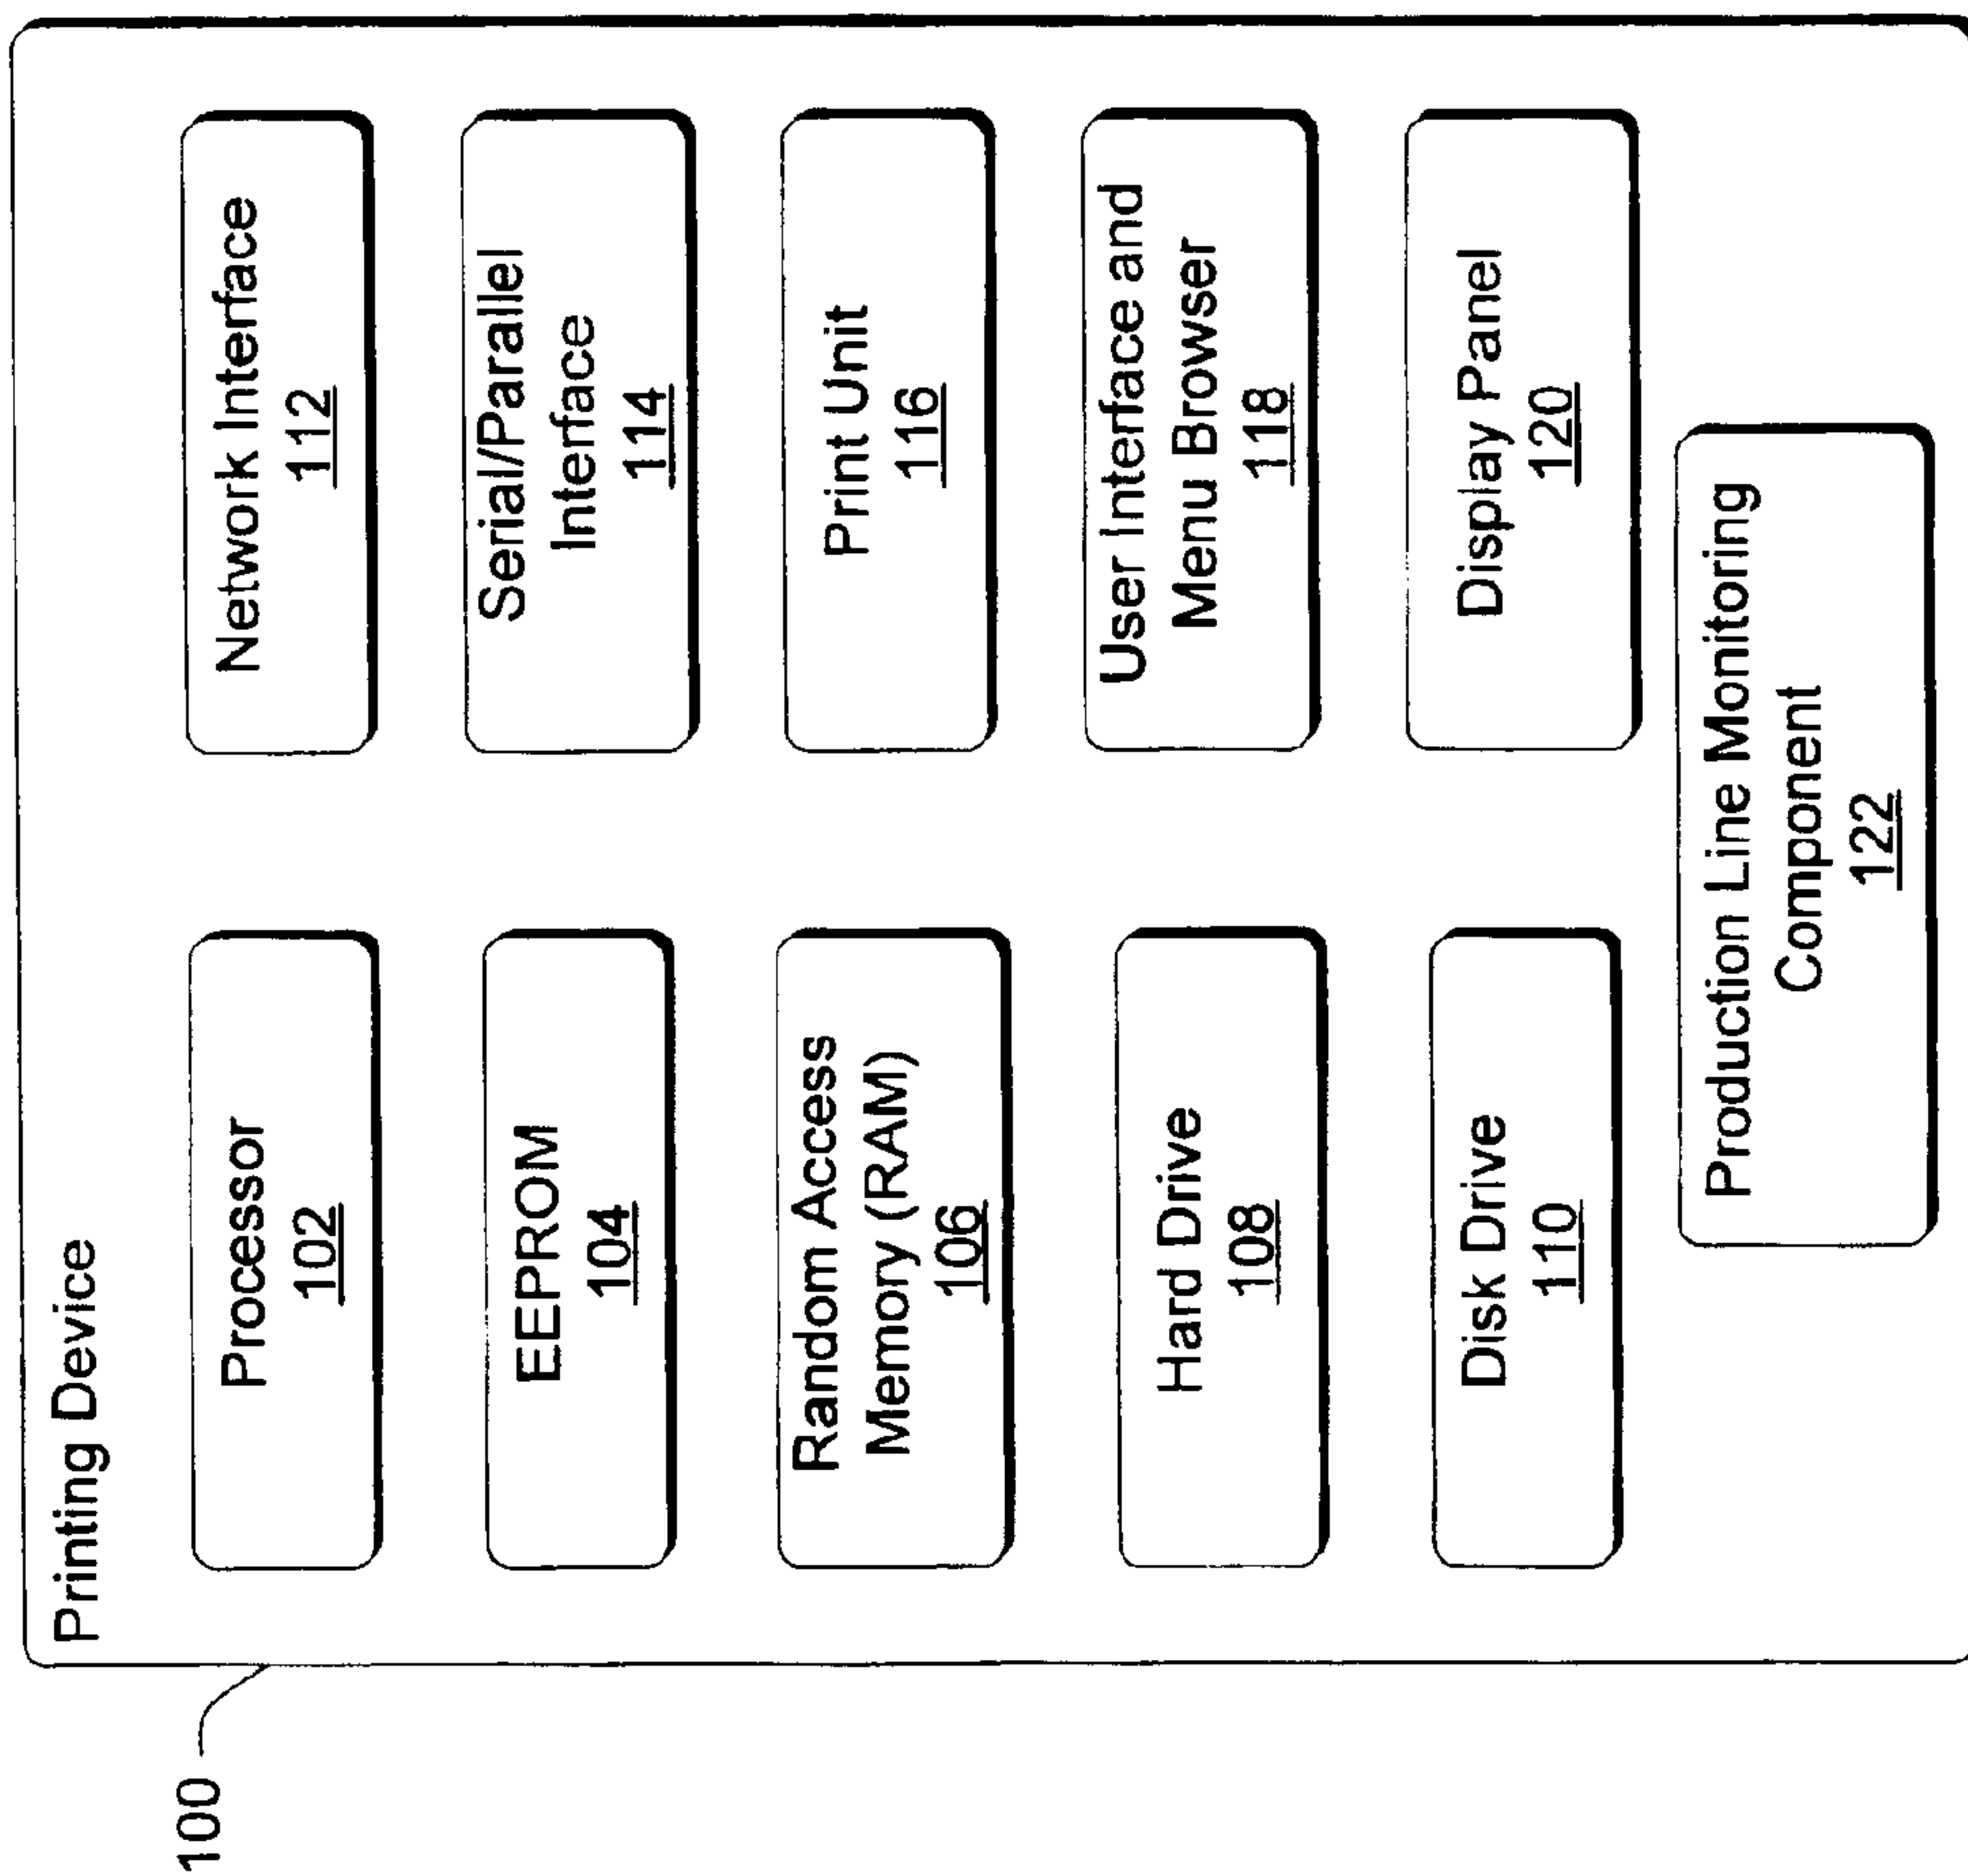 100
Printing Device
Processor
102
EEPROM
104
Random Access
Memory (RAM)
106
Hard Drive
108
Disk Drive
110
Network Interface
112
Serial/Parallel
Interface
114
Print Unit
116
User Interface and
Menu Browser
118
Display Panel
120
Production Line Monitoring
Component
122